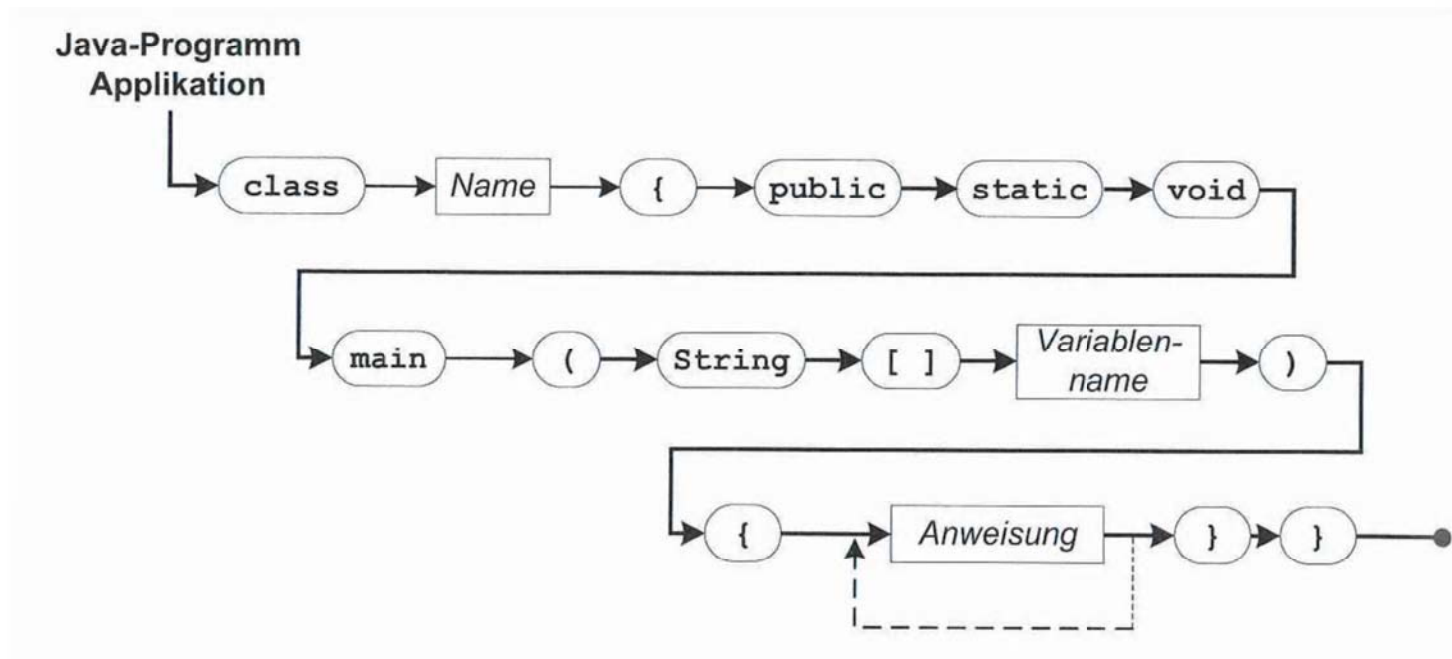 Java-Programm
Applikation
class Name { public static void
main ( String [ ] Variablen-
name )
{ Anweisung } }